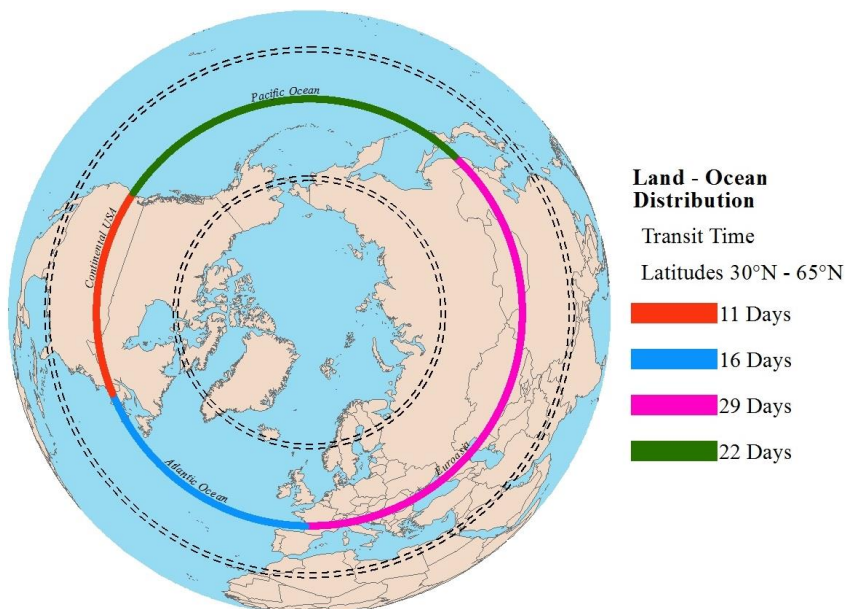 Pacific Ocean
Continental USA
Atlantic Ocean
Euroasia
Land - Ocean
Distribution
Transit Time
Latitudes 30°N - 65°N
11 Days
16 Days
29 Days
22 Days